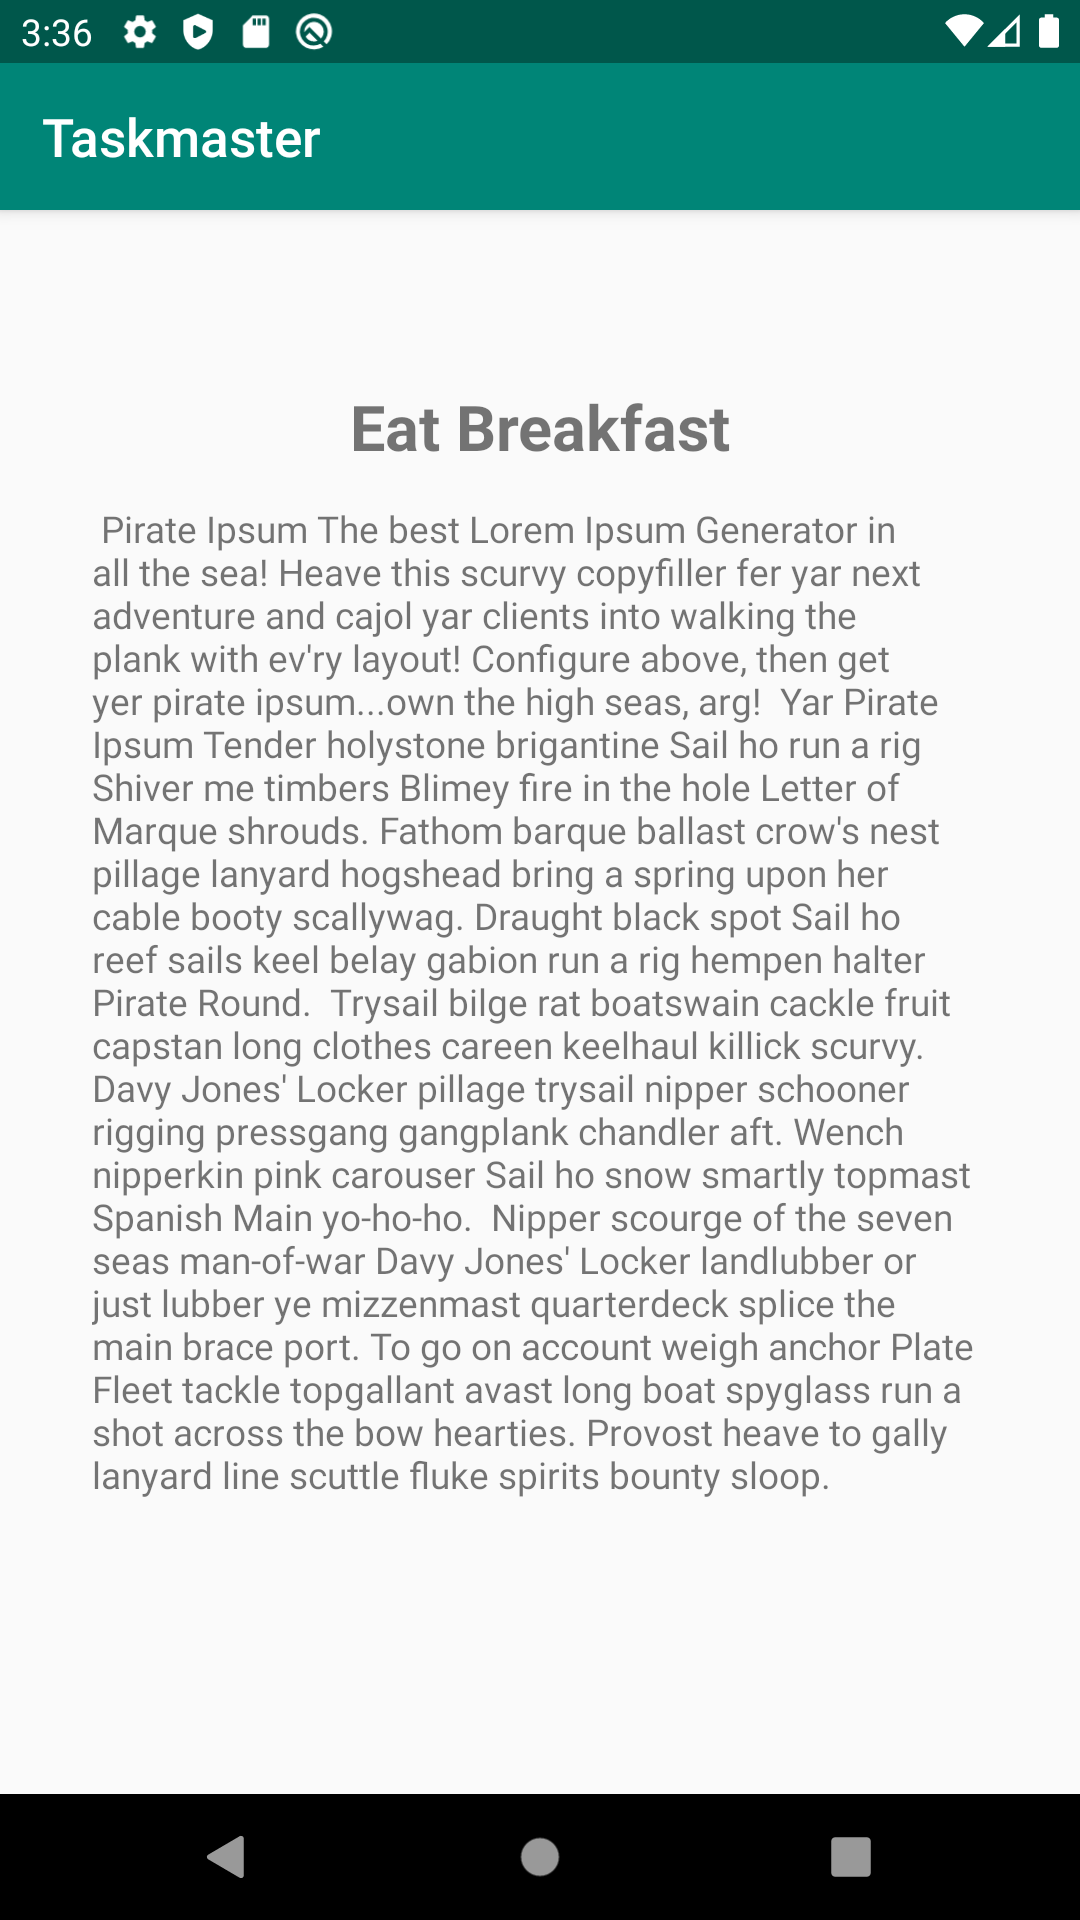 3:36
Taskmaster
Eat Breakfast
Pirate Ipsum The best Lorem Ipsum Generator in
all the sea! Heave this scurvy copyfiller fer yar next
adventure and cajol yar clients into walking the
plank with ev'ry layout! Configure above, then get
yer pirate ipsum...own the high seas, arg!  Yar Pirate
Ipsum Tender holystone brigantine Sail ho run a rig
Shiver me timbers Blimey fire in the hole Letter of
Marque shrouds. Fathom barque ballast crow's nest
pillage lanyard hogshead bring a spring upon her
cable booty scallywag. Draught black spot Sail ho
reef sails keel belay gabion run a rig hempen halter
Pirate Round.  Trysail bilge rat boatswain cackle fruit
capstan long clothes careen keelhaul killick scurvy.
Davy Jones' Locker pillage trysail nipper schooner
rigging pressgang gangplank chandler aft. Wench
nipperkin pink carouser Sail ho snow smartly topmast
Spanish Main yo-ho-ho.  Nipper scourge of the seven
seas man-of-war Davy Jones' Locker landlubber or
just lubber ye mizzenmast quarterdeck splice the
main brace port. To go on account weigh anchor Plate
Fleet tackle topgallant avast long boat spyglass run a
shot across the bow hearties. Provost heave to gally
lanyard line scuttle fluke spirits bounty sloop.